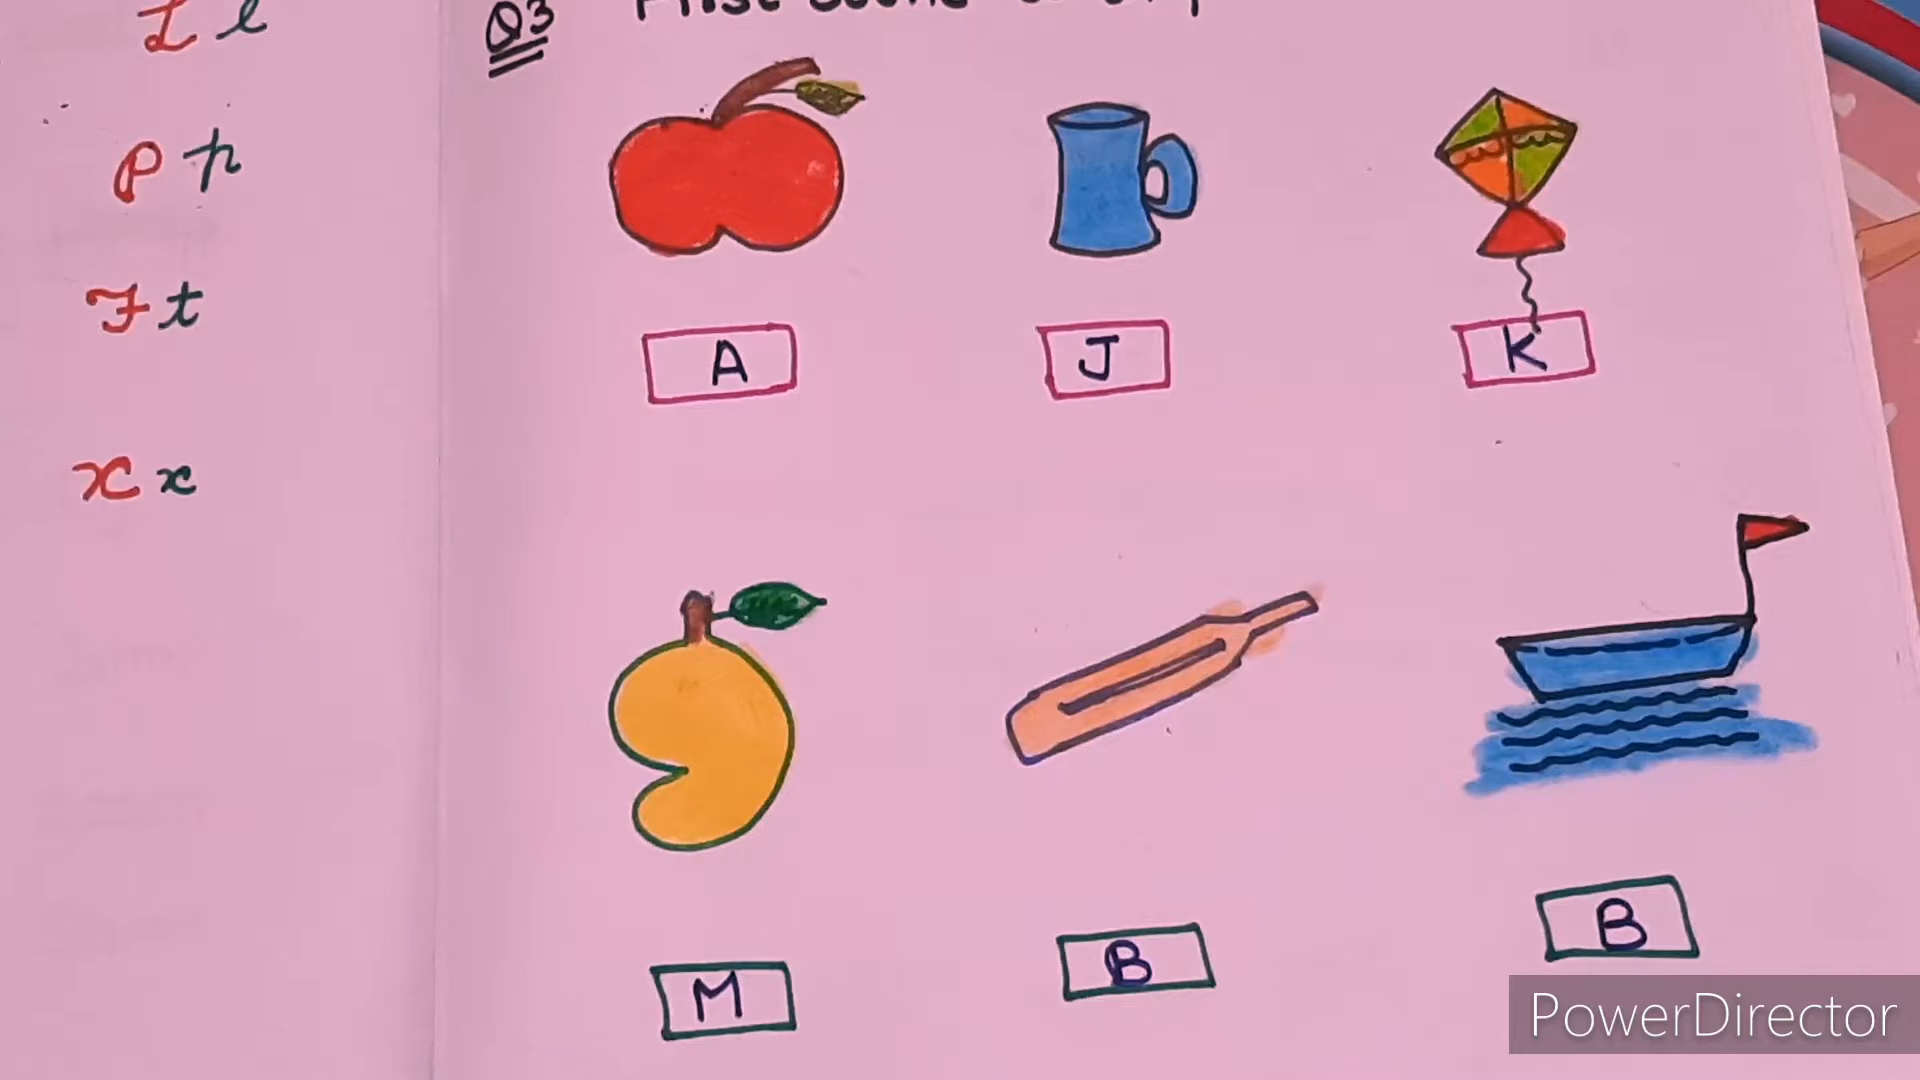 L l
Q3
P p
T t
X x
A J K
M B B
PowerDirector